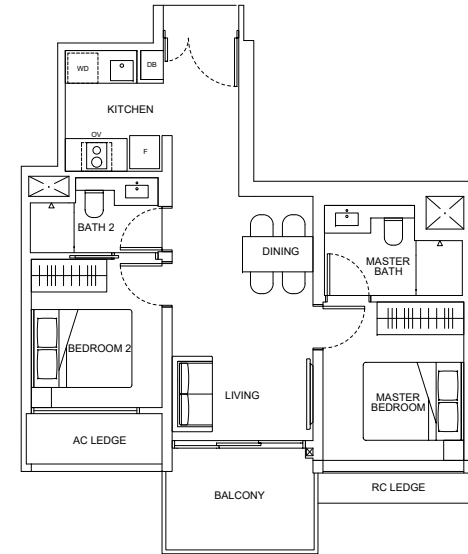 WD
DB
KITCHEN
OV
F
BATH 2
DINING
MASTER
BATH
BEDROOM 2
LIVING
MASTER
BEDROOM
AC LEDGE
BALCONY
RC LEDGE